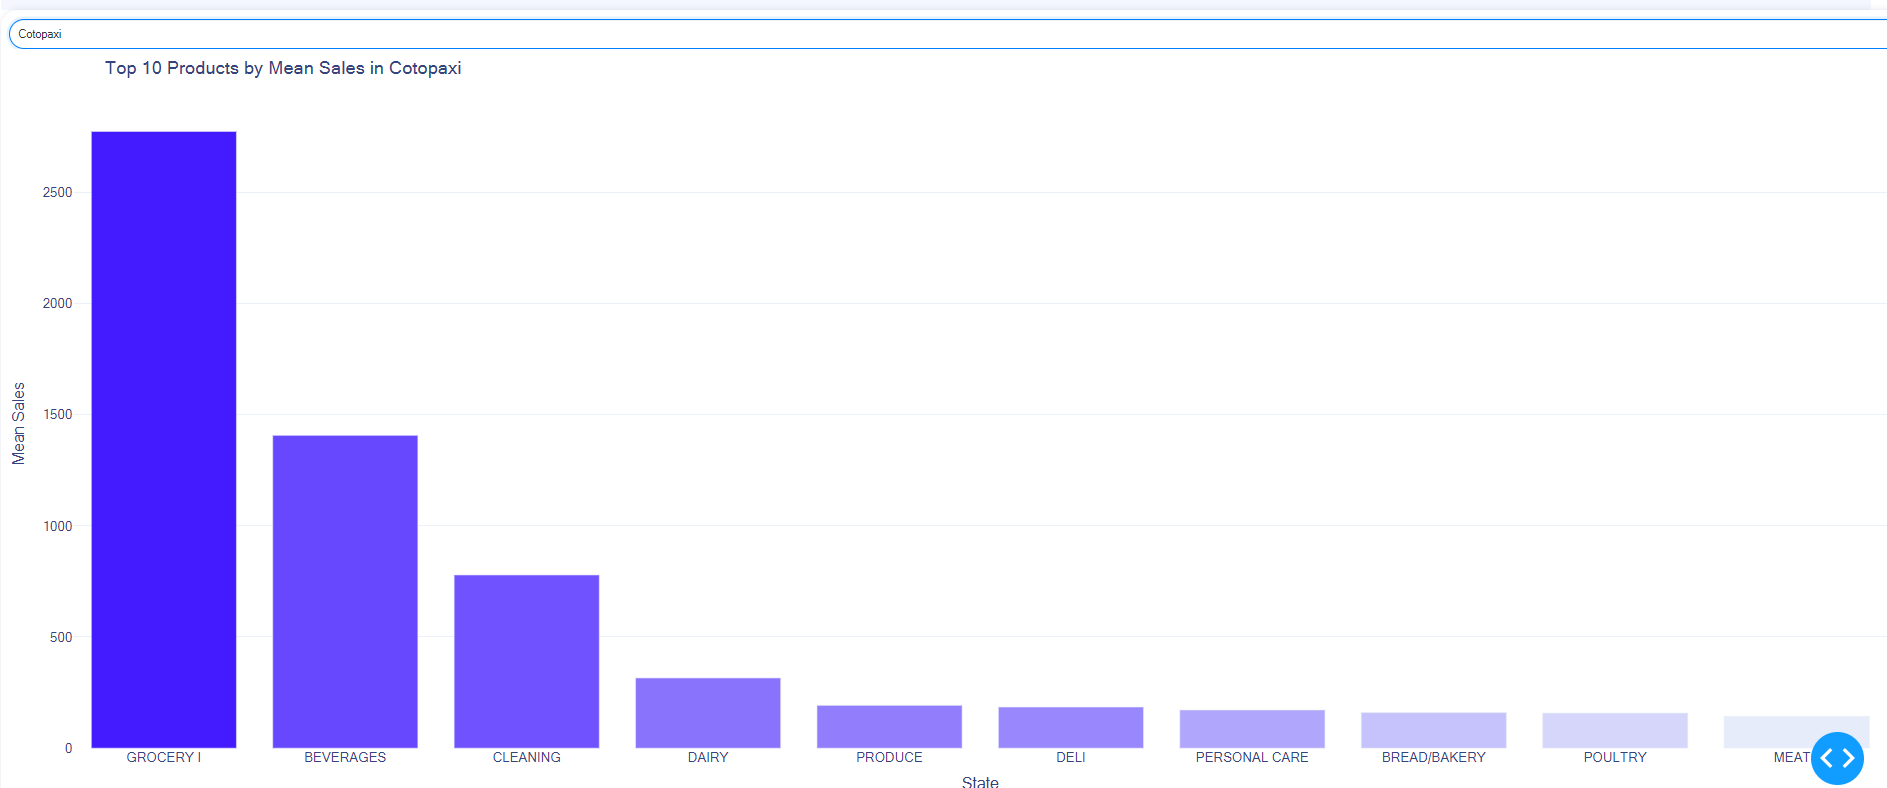 Cotopaxi
Top 10 Products by Mean Sales in Cotopaxi
Mean Sales
2500
2000
1500
1000
500
0
GROCERY I BEVERAGES CLEANING DAIRY PRODUCE DELI PERSONAL CARE BREAD/BAKERY POULTRY MEAT
State